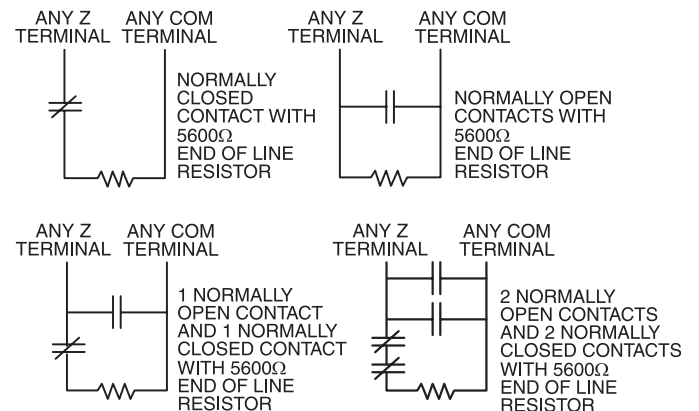 ANY Z
TERMINAL
ANY COM
TERMINAL
NORMALLY
CLOSED
CONTACT WITH
5600Ω
END OF LINE
RESISTOR
ANY Z
TERMINAL
ANY COM
TERMINAL
NORMALLY OPEN
CONTACTS WITH
5600Ω
END OF LINE
RESISTOR
ANY Z
TERMINAL
ANY COM
TERMINAL
1 NORMALLY
OPEN CONTACT
AND 1 NORMALLY
CLOSED CONTACT
WITH 5600Ω
END OF LINE
RESISTOR
ANY Z
TERMINAL
ANY COM
TERMINAL
2 NORMALLY
OPEN CONTACTS
AND 2 NORMALLY
CLOSED CONTACTS
WITH 5600Ω
END OF LINE
RESISTOR